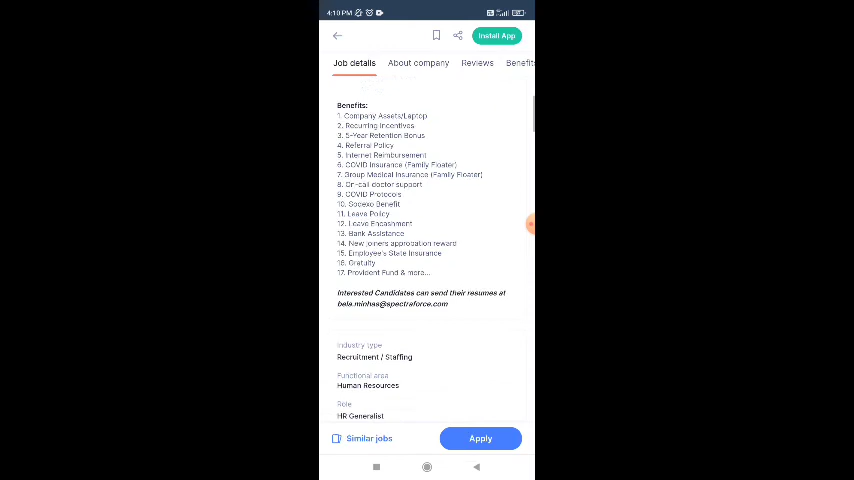 4:10 PM
Install App
Job details About company Reviews Benefits
Benefits:
1. Company Assets/Laptop
2. Recurring Incentives
3. 5-Year Retention Bonus
4. Referral Policy
5. Internet Reimbursement
6. COVID Insurance (Family Floater)
7. Group Medical Insurance (Family Floater)
8. On-call doctor support
9. COVID Protocols
10. Sodexo Benefit
11. Leave Policy
12. Leave Encashment
13. Bank Assistance
14. New joiners approbation reward
15. Employee's State Insurance
16. Gratuity
17. Provident Fund & more...
Interested Candidates can send their resumes at
bela.minhas@spectraforce.com
Industry type
Recruitment / Staffing
Functional area
Human Resources
Role
HR Generalist
Similar jobs
Apply